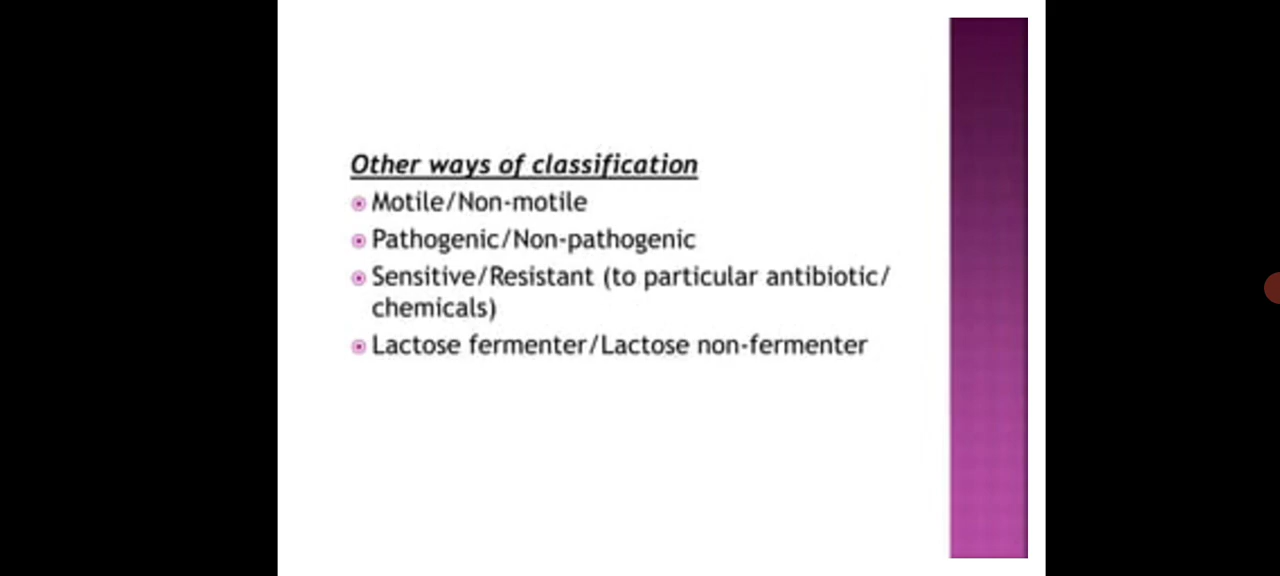 Other ways of classification
Motile/Non-motile
Pathogenic/Non-pathogenic
Sensitive/Resistant (to particular antibiotic/
chemicals)
Lactose fermenter/Lactose non-fermenter